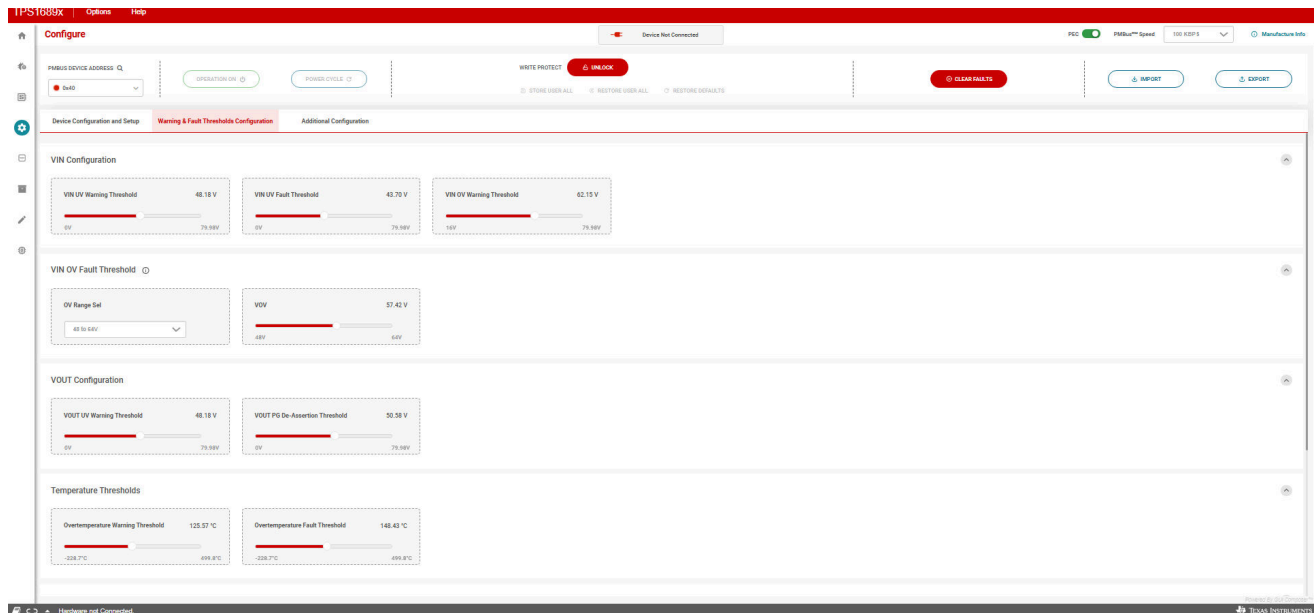 TPS1689x Options Help
Configure
Device Not Connected
PEC
PMBus™ Speed
100 KBPS
Manufacture Info
PMBUS DEVICE ADDRESS
0x40
OPERATION ON
POWER CYCLE
WRITE PROTECT
UNLOCK
STORE USER ALL
RESTORE USER ALL
RESTORE DEFAULTS
CLEAR FAULTS
IMPORT
EXPORT
Device Configuration and Setup
Warning & Fault Thresholds Configuration
Additional Configuration
VIN Configuration
VIN UV Warning Threshold 48.18 V
0V 79.98V
VIN UV Fault Threshold 43.70 V
0V 79.98V
VIN OV Warning Threshold 62.15 V
16V 79.98V
VIN OV Fault Threshold
OV Range Sel
48 to 64V
VOV 57.42 V
48V 64V
VOUT Configuration
VOUT UV Warning Threshold 48.18 V
0V 79.98V
VOUT PG De-Assertion Threshold 50.58 V
0V 79.98V
Temperature Thresholds
Overtemperature Warning Threshold 125.57 °C
-228.7°C 499.8°C
Overtemperature Fault Threshold 148.43 °C
-228.7°C 499.8°C
Powered By GUI Composer
Hardware not Connected.
TEXAS INSTRUMENTS